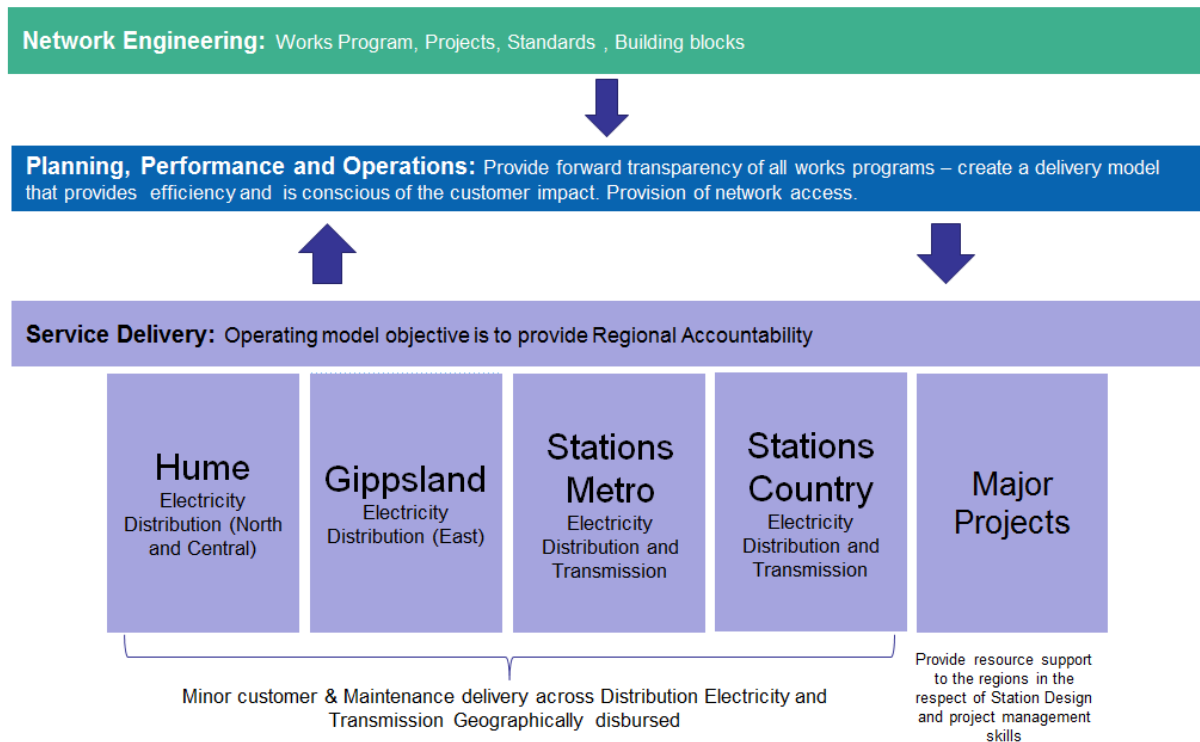 Network Engineering: Works Program, Projects, Standards , Building blocks
Planning, Performance and Operations: Provide forward transparency of all works programs – create a delivery model
that provides efficiency and is conscious of the customer impact. Provision of network access.
Service Delivery: Operating model objective is to provide Regional Accountability
Hume
Electricity
Distribution (North
and Central)
Gippsland
Electricity
Distribution (East)
Stations
Metro
Electricity
Distribution and
Transmission
Stations
Country
Electricity
Distribution and
Transmission
Major
Projects
Minor customer & Maintenance delivery across Distribution Electricity and
Transmission Geographically disbursed
Provide resource support
to the regions in the
respect of Station Design
and project management
skills